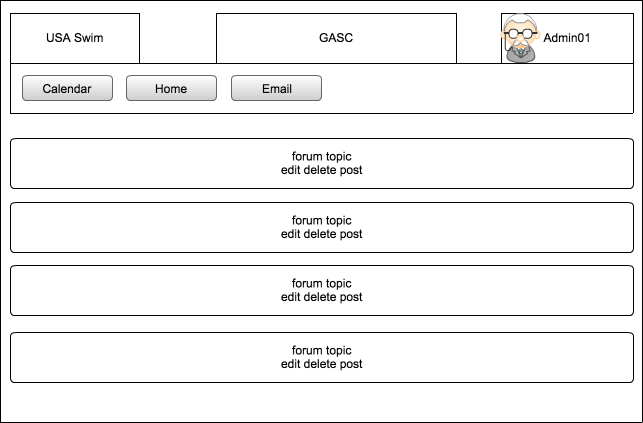 USA Swim
GASC
Admin01
Calendar
Home
Email
forum topic
edit delete post
forum topic
edit delete post
forum topic
edit delete post
forum topic
edit delete post